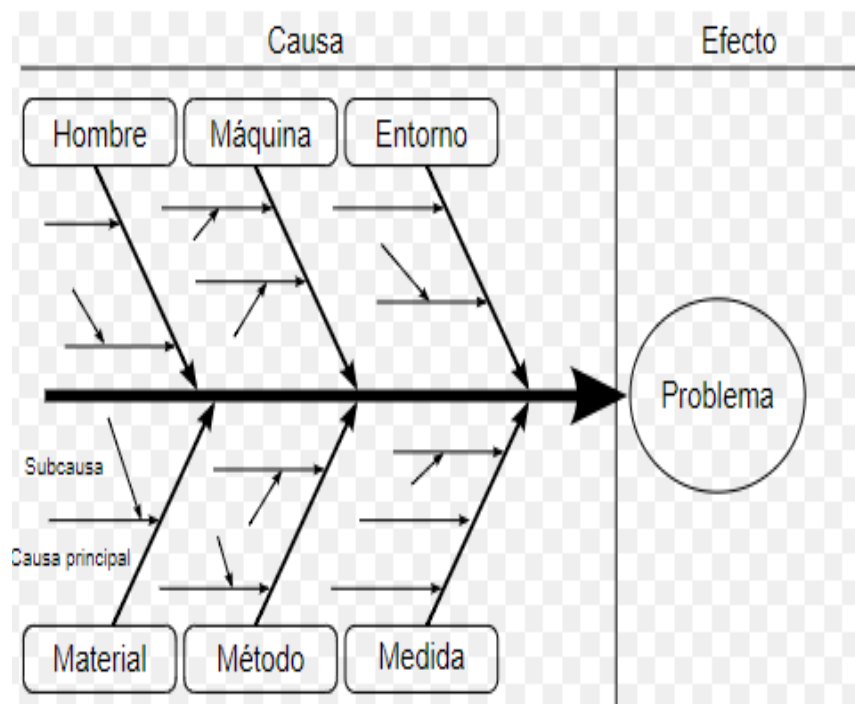 Causa
Efecto
Hombre
Máquina
Entorno
Problema
Subcausa
Causa principal
Material
Método
Medida